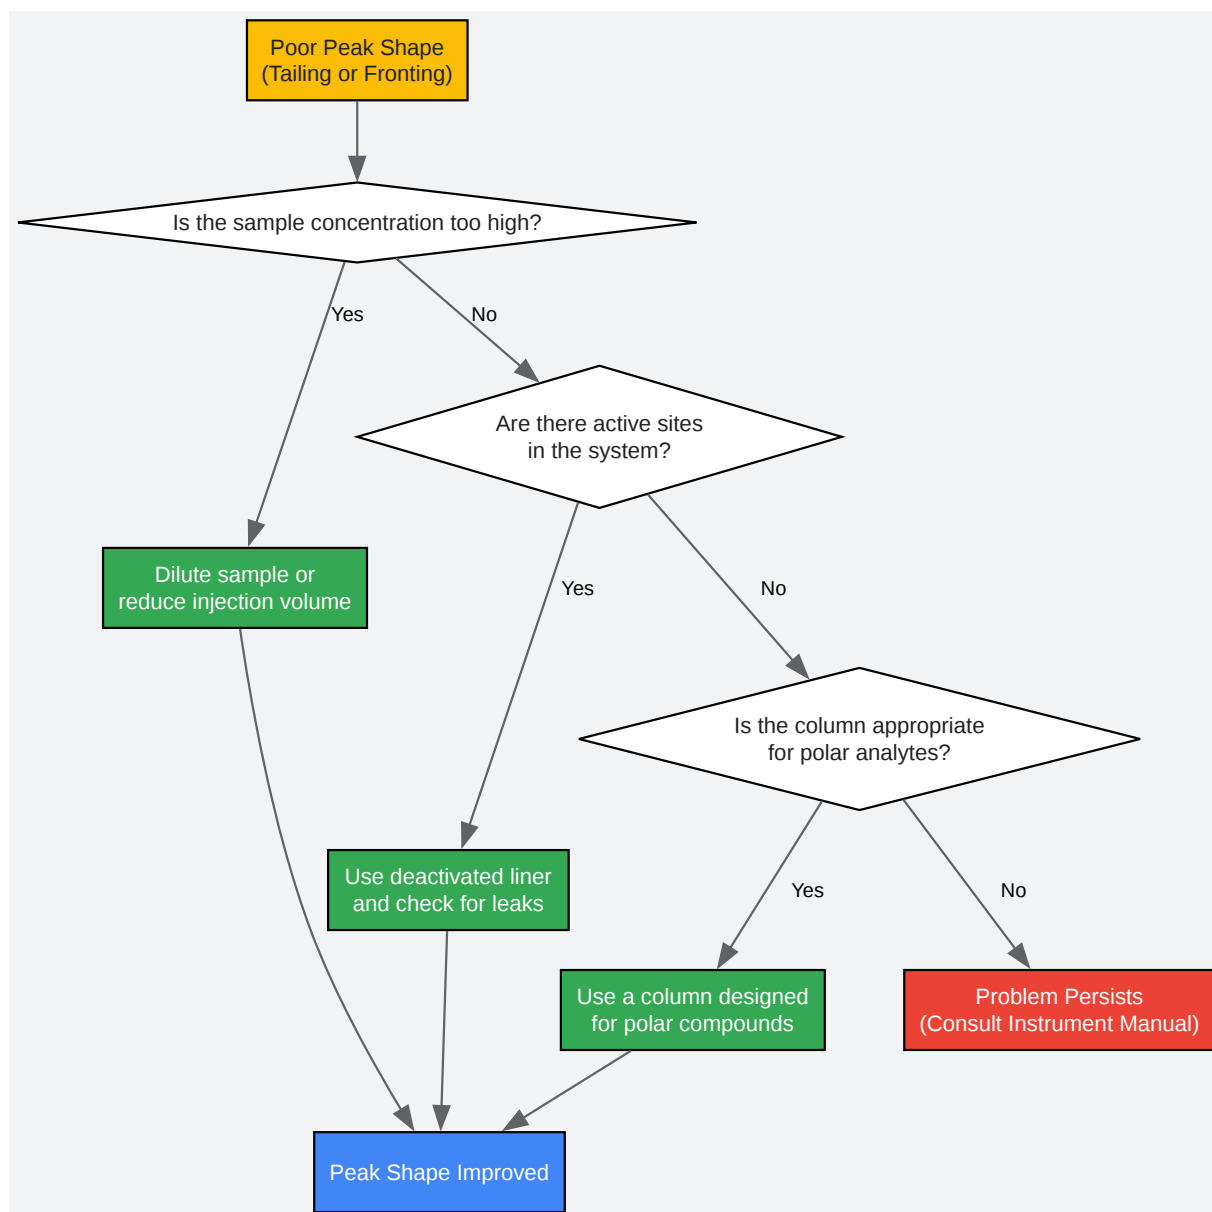 Poor Peak Shape
(Tailing or Fronting)
Is the sample concentration too high?
Yes
No
Are there active sites
in the system?
Dilute sample or
reduce injection volume
Yes
No
Is the column appropriate
for polar analytes?
Use deactivated liner
and check for leaks
Yes
No
Use a column designed
for polar compounds
Problem Persists
(Consult Instrument Manual)
Peak Shape Improved